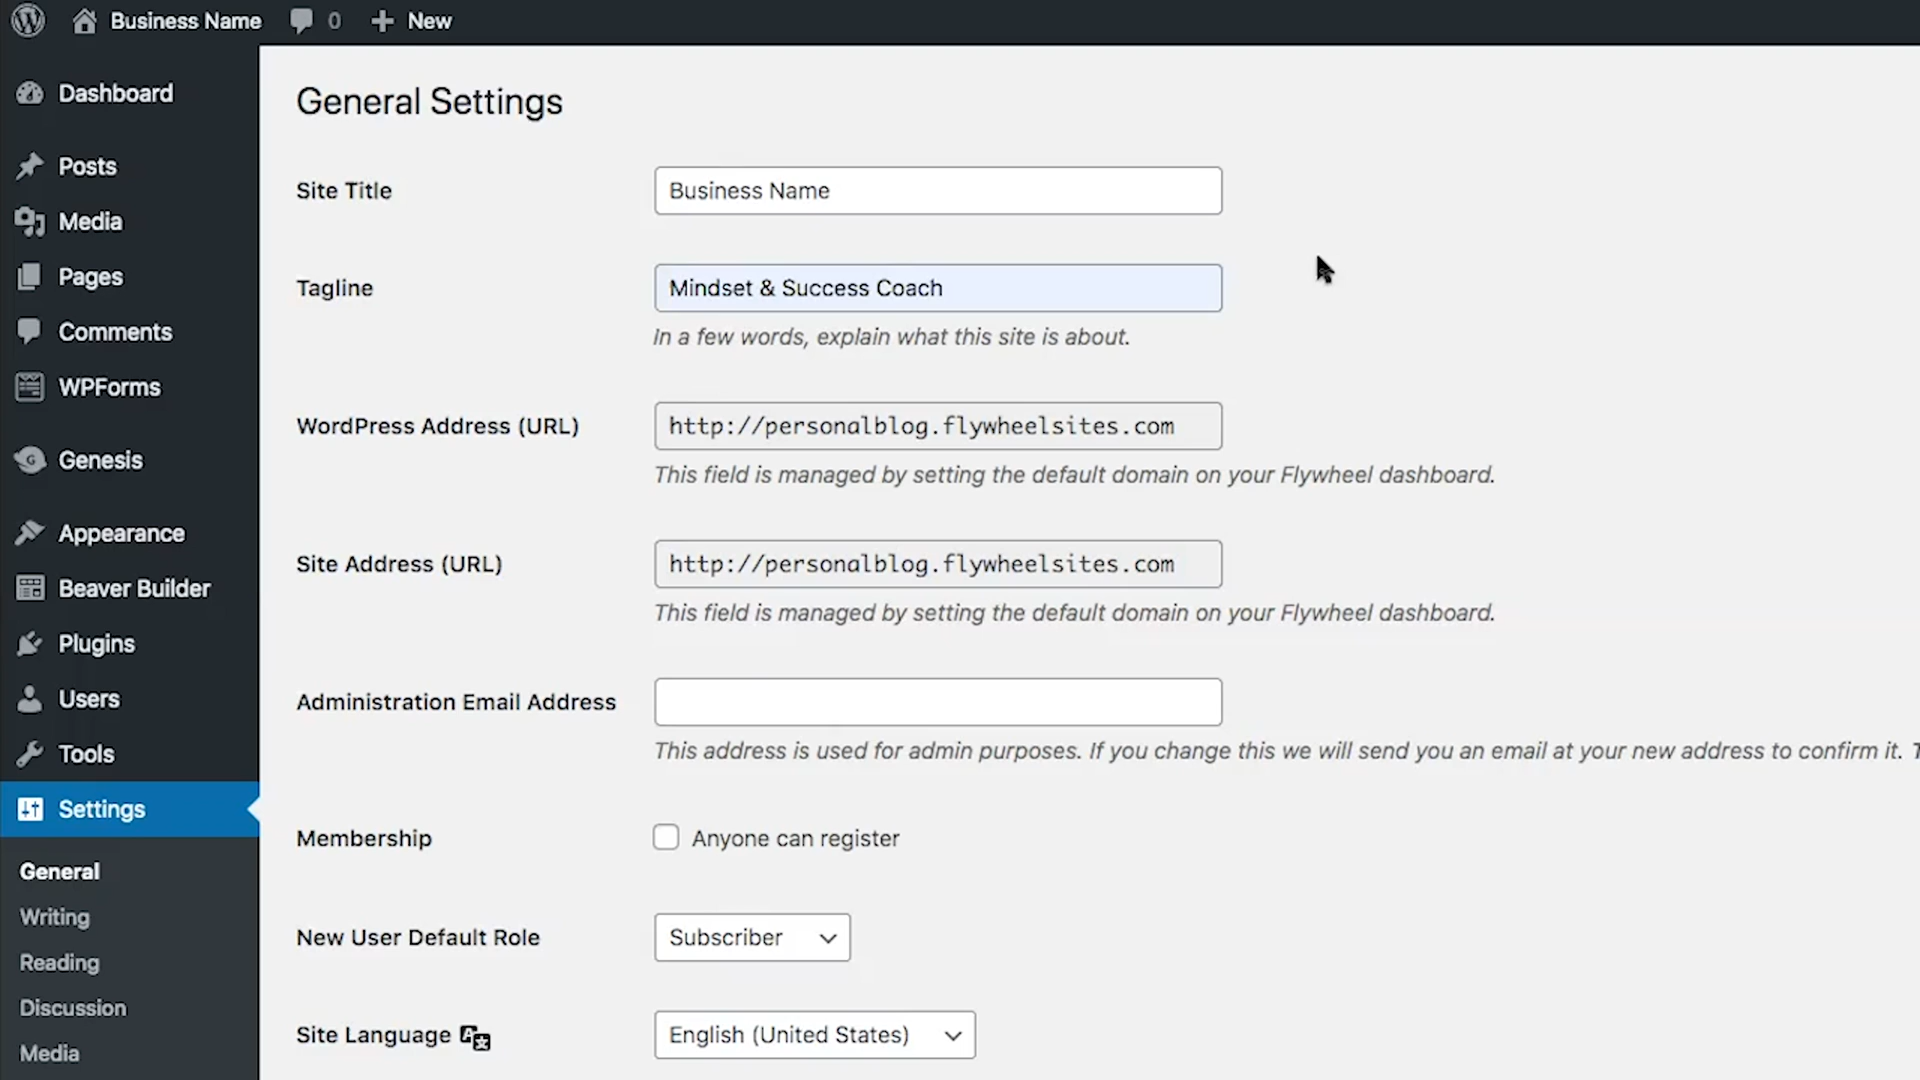 Business Name 0 New
Dashboard
Posts
Media
Pages
Comments
WPForms
Genesis
Appearance
Beaver Builder
Plugins
Users
Tools
Settings
General
Writing
Reading
Discussion
Media
General Settings
Site Title Business Name
Tagline Mindset & Success Coach
In a few words, explain what this site is about.
WordPress Address (URL) http://personalblog.flywheelsites.com
This field is managed by setting the default domain on your Flywheel dashboard.
Site Address (URL) http://personalblog.flywheelsites.com
This field is managed by setting the default domain on your Flywheel dashboard.
Administration Email Address
This address is used for admin purposes. If you change this we will send you an email at your new address to confirm it.
Membership Anyone can register
New User Default Role Subscriber
Site Language English (United States)